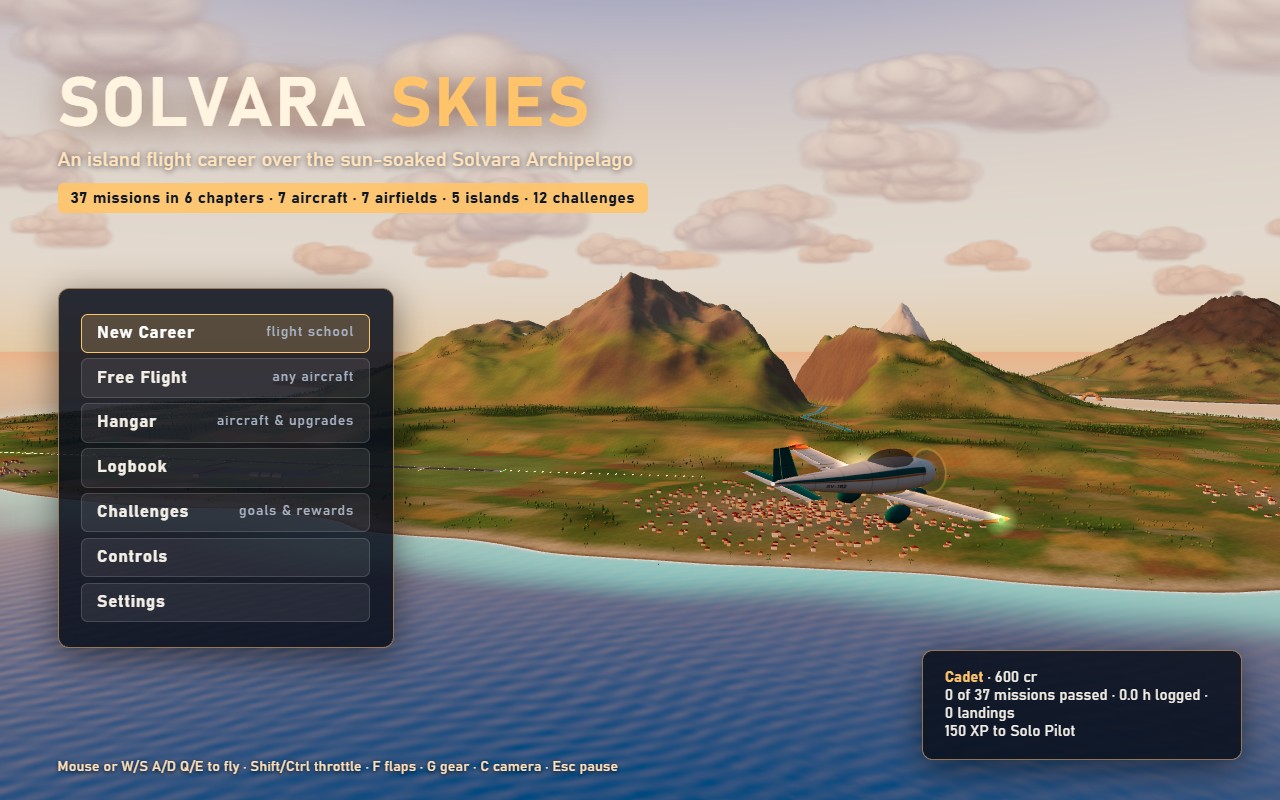 SOLVARA SKIES
An island flight career over the sun-soaked Solvara Archipelago
37 missions in 6 chapters · 7 aircraft · 7 airfields · 5 islands · 12 challenges
New Career flight school
Free Flight any aircraft
Hangar aircraft & upgrades
Logbook
Challenges goals & rewards
Controls
Settings
Cadet · 600 cr
0 of 37 missions passed · 0.0 h logged ·
0 landings
150 XP to Solo Pilot
Mouse or W/S A/D Q/E to fly · Shift/Ctrl throttle · F flaps · G gear · C camera · Esc pause